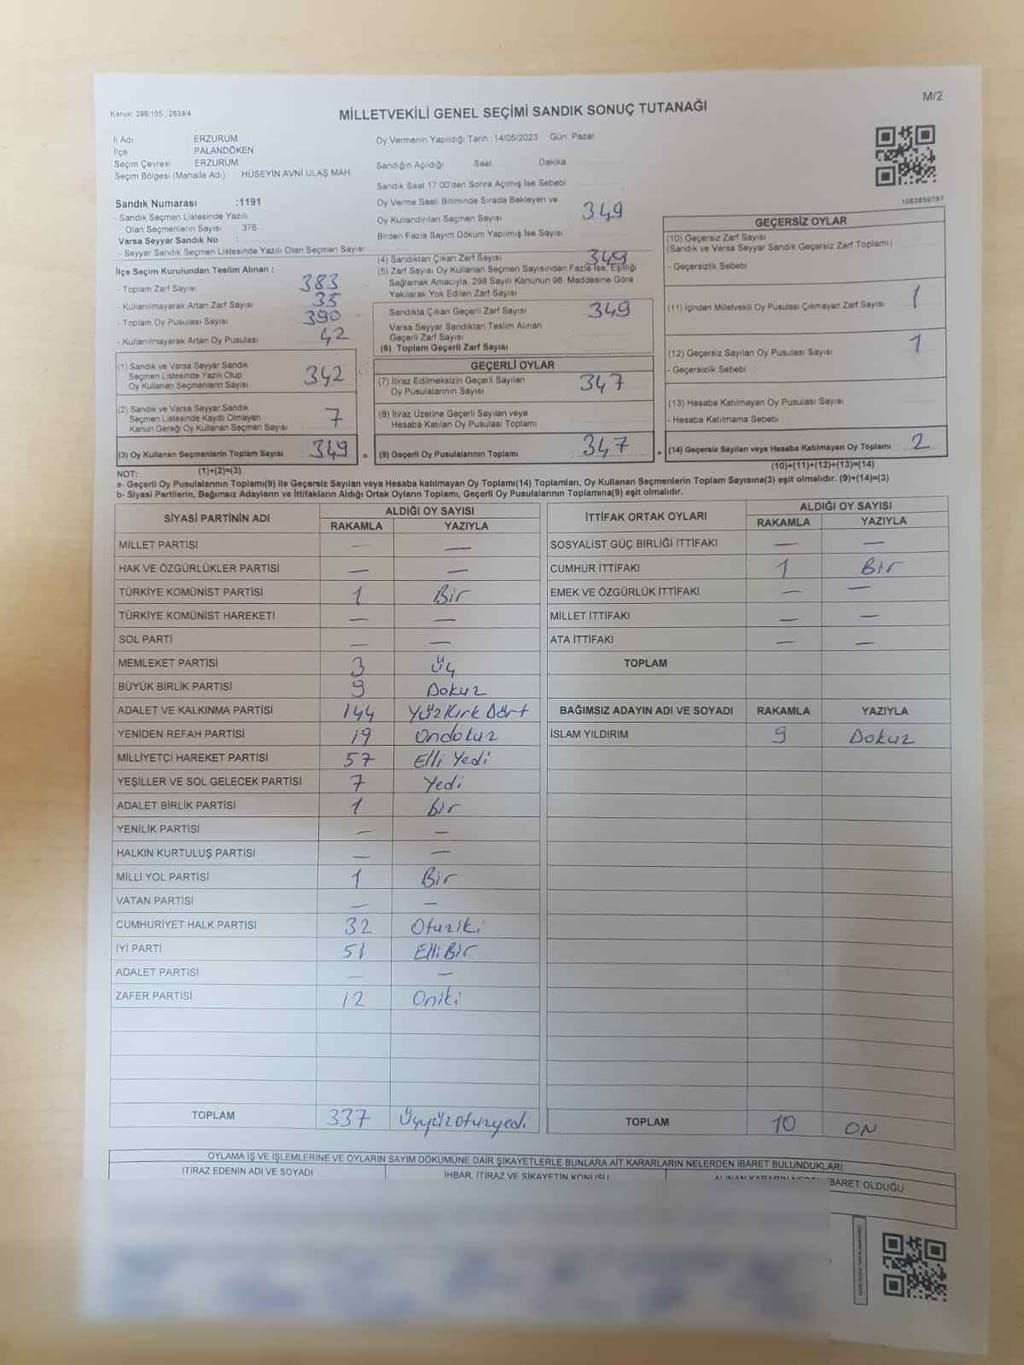 M/2
Kanun: 298/105 ; 2839/4
MİLLETVEKİLİ GENEL SEÇİMİ SANDIK SONUÇ TUTANAĞI
İl Adı ERZURUM
İlçe PALANDÖKEN
Seçim Çevresi ERZURUM
Seçim Bölgesi (Mahalle Adı) HÜSEYİN AVNİ ULAŞ MAH.
Sandık Numarası :1191
- Sandık Seçmen Listesinde Yazılı
Olan Seçmenlerin Sayısı 376
Varsa Seyyar Sandık No :
- Seyyar Sandık Seçmen Listesinde Yazılı Olan Seçmen Sayısı
İlçe Seçim Kurulundan Teslim Alınan :
- Toplam Zarf Sayısı 383
- Kullanılmayarak Artan Zarf Sayısı 35
- Toplam Oy Pusulası Sayısı 390
- Kullanılmayarak Artan Oy Pusulası 42
(1) Sandık ve Varsa Seyyar Sandık
Seçmen Listesinde Yazılı Olup
Oy Kullanan Seçmenlerin Sayısı 342
(2) Sandık ve Varsa Seyyar Sandık
Seçmen Listesinde Kayıtlı Olmayan
Kanun Gereği Oy Kullanan Seçmen Sayısı 7
(3) Oy Kullanan Seçmenlerin Toplam Sayısı 349
(1)+(2)=(3)
Oy Vermenin Yapıldığı Tarih :14/05/2023 Gün: Pazar
Sandığın Açıldığı Saat Dakika
Sandık Saat 17:00'den Sonra Açılmış İse Sebebi
Oy Verme Saati Bitiminde Sırada Bekleyen ve
Oy Kullandırılan Seçmen Sayısı 349
Birden Fazla Sayım Döküm Yapılmış İse Sayısı
(4) Sandıktan Çıkan Zarf Sayısı 349
(5) Zarf Sayısı Oy Kullanan Seçmen Sayısından Fazla İse, Eşitliği
Sağlamak Amacıyla, 298 Sayılı Kanunun 98. Maddesine Göre
Yakılarak Yok Edilen Zarf Sayısı
Sandıkta Çıkan Geçerli Zarf Sayısı 349
Varsa Seyyar Sandıktan Teslim Alınan
Geçerli Zarf Sayısı
(6) Toplam Geçerli Zarf Sayısı
GEÇERLİ OYLAR
(7) İtiraz Edilmeksizin Geçerli Sayılan
Oy Pusulalarının Sayısı 347
(8) İtiraz Üzerine Geçerli Sayılan veya
Hesaba Katılan Oy Pusulası Toplamı
= (9) Geçerli Oy Pusulalarının Toplamı 347 +
1083656787
GEÇERSİZ OYLAR
(10) Geçersiz Zarf Sayısı
(Sandık ve Varsa Seyyar Sandık Geçersiz Zarf Toplamı)
- Geçersizlik Sebebi
(11) İçinden Milletvekili Oy Pusulası Çıkmayan Zarf Sayısı 1
(12) Geçersiz Sayılan Oy Pusulası Sayısı 1
- Geçersizlik Sebebi
(13) Hesaba Katılmayan Oy Pusulası Sayısı
- Hesaba Katılmama Sebebi
(14) Geçersiz Sayılan veya Hesaba Katılmayan Oy Toplamı 2
(10)+(11)+(12)+(13)=(14)
NOT:
a- Geçerli Oy Pusulalarının Toplamı(9) ile Geçersiz Sayılan veya Hesaba katılmayan Oy Toplamı(14) Toplamları, Oy Kullanan Seçmenlerin Toplam Sayısına(3) eşit olmalıdır. (9)+(14)=(3)
b- Siyasi Partilerin, Bağımsız Adayların ve İttifakların Aldığı Ortak Oyların Toplamı, Geçerli Oy Pusulalarının Toplamına(9) eşit olmalıdır.
SİYASİ PARTİNİN ADI ALDIĞI OY SAYISI
RAKAMLA YAZIYLA
MİLLET PARTİSİ — —
HAK VE ÖZGÜRLÜKLER PARTİSİ — —
TÜRKİYE KOMÜNİST PARTİSİ 1 Bir
TÜRKİYE KOMÜNİST HAREKETİ — —
SOL PARTİ — —
MEMLEKET PARTİSİ 3 Üç
BÜYÜK BİRLİK PARTİSİ 9 Dokuz
ADALET VE KALKINMA PARTİSİ 144 YüzKırk Dört
YENİDEN REFAH PARTİSİ 19 Ondokuz
MİLLİYETÇİ HAREKET PARTİSİ 57 Elli Yedi
YEŞİLLER VE SOL GELECEK PARTİSİ 7 Yedi
ADALET BİRLİK PARTİSİ 1 Bir
YENİLİK PARTİSİ — —
HALKIN KURTULUŞ PARTİSİ — —
MİLLİ YOL PARTİSİ 1 Bir
VATAN PARTİSİ — —
CUMHURİYET HALK PARTİSİ 32 Otuziki
İYİ PARTİ 51 ElliBir
ADALET PARTİSİ — —
ZAFER PARTİSİ 12 Oniki
TOPLAM 337 Üçyüzotuzyedi
İTTİFAK ORTAK OYLARI ALDIĞI OY SAYISI
RAKAMLA YAZIYLA
SOSYALİST GÜÇ BİRLİĞİ İTTİFAKI — —
CUMHUR İTTİFAKI 1 Bir
EMEK VE ÖZGÜRLÜK İTTİFAKI — —
MİLLET İTTİFAKI — —
ATA İTTİFAKI — —
TOPLAM
BAĞIMSIZ ADAYIN ADI VE SOYADI RAKAMLA YAZIYLA
İSLAM YILDIRIM 9 Dokuz
TOPLAM 10 ON
OYLAMA İŞ VE İŞLEMLERİNE VE OYLARIN SAYIM DÖKÜMÜNE DAİR ŞİKAYETLERLE BUNLARA AİT KARARLARIN NELERDEN İBARET BULUNDUKLARI
İTİRAZ EDENİN ADI VE SOYADI İHBAR, İTİRAZ VE ŞİKAYETİN KONUSU ALINAN KARARIN İBARET OLDUĞU